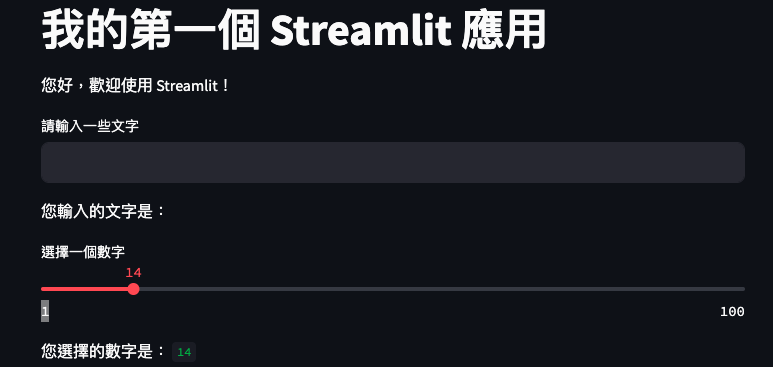 我的第一個 Streamlit 應用
您好，歡迎使用 Streamlit！
請輸入一些文字
您輸入的文字是：
選擇一個數字
14
1 100
您選擇的數字是： 14